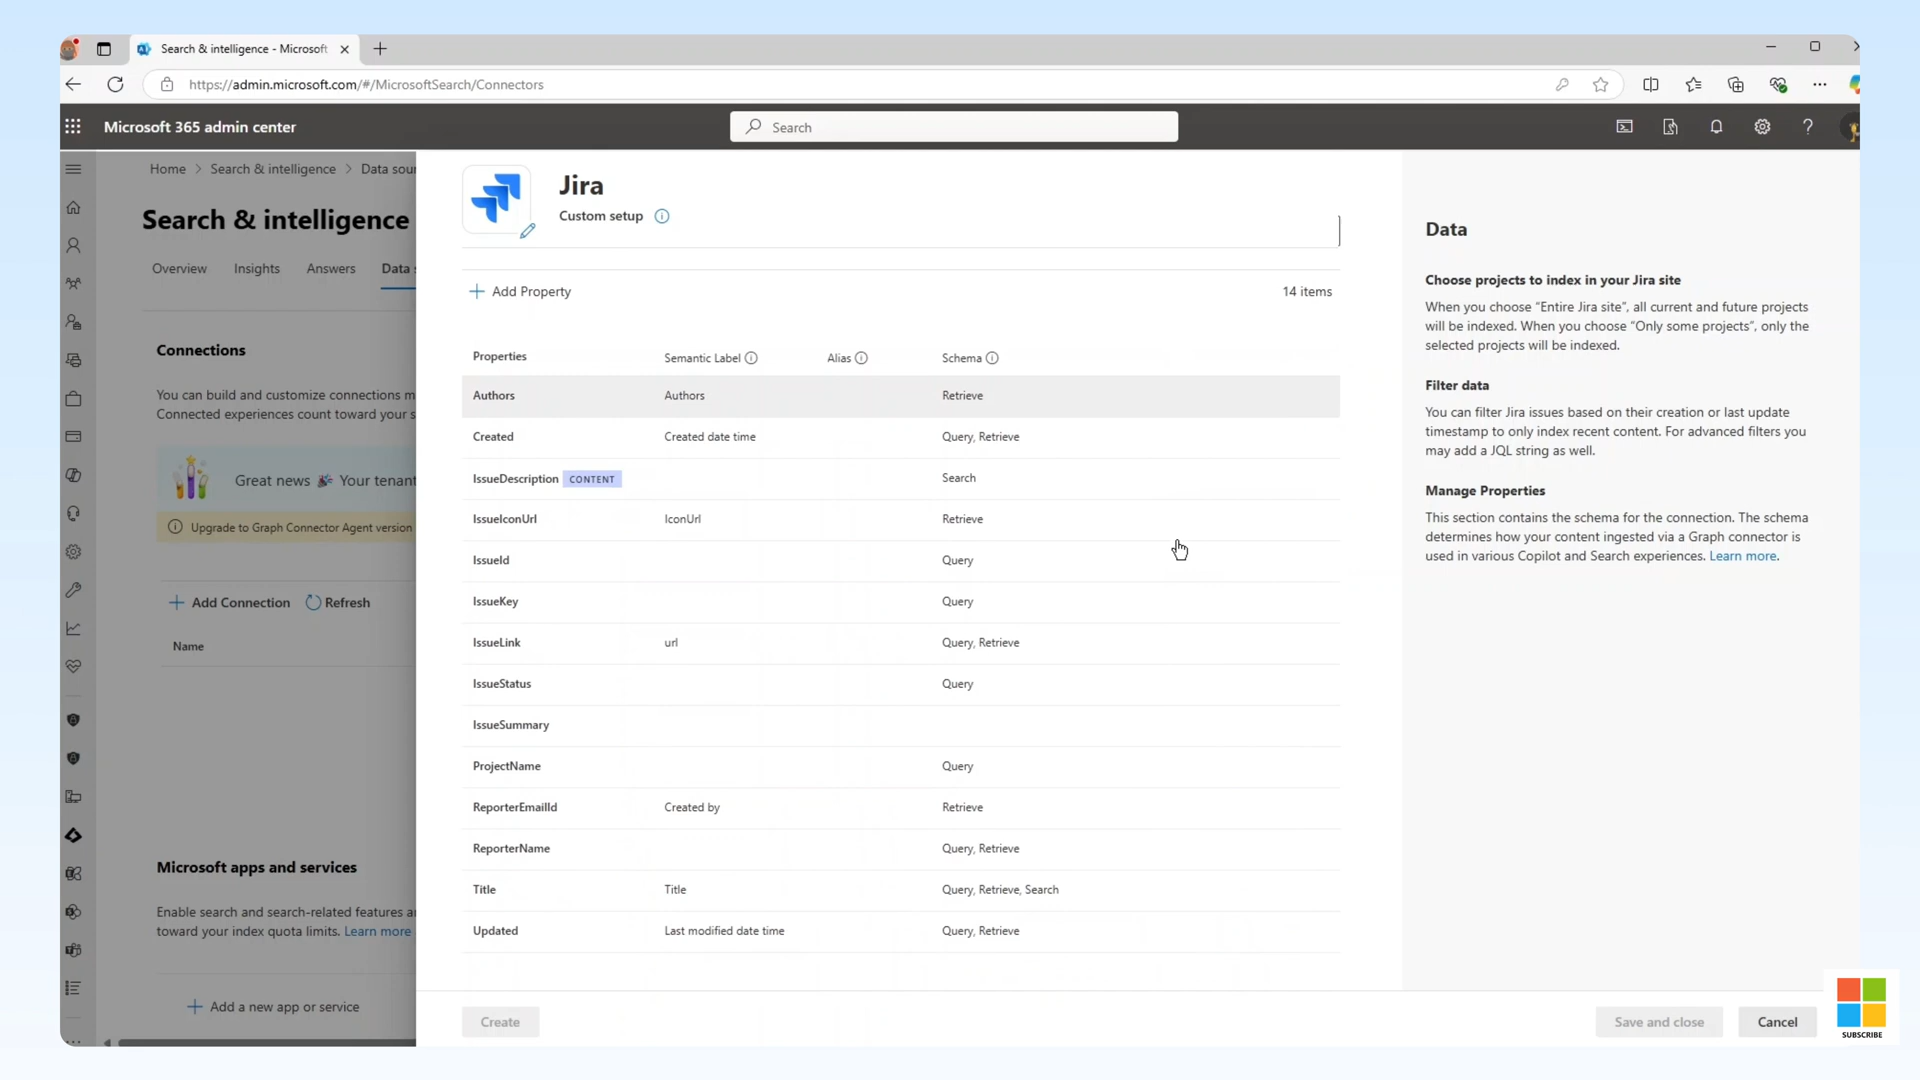 Search & intelligence - Microsoft
https://admin.microsoft.com/#/MicrosoftSearch/Connectors
Microsoft 365 admin center
Search
Home > Search & intelligence > Data sour
Search & intelligence
Overview Insights Answers Data s
Connections
You can build and customize connections m
Connected experiences count toward your s
Great news 🎉 Your tenant
Upgrade to Graph Connector Agent version
Add Connection Refresh
Name
Microsoft apps and services
Enable search and search-related features a
toward your index quota limits. Learn more
Add a new app or service
Jira
Custom setup
Add Property 14 items
Properties Semantic Label Alias Schema
Authors Authors Retrieve
Created Created date time Query, Retrieve
IssueDescription CONTENT Search
IssueIconUrl IconUrl Retrieve
IssueId Query
IssueKey Query
IssueLink url Query, Retrieve
IssueStatus Query
IssueSummary
ProjectName Query
ReporterEmailId Created by Retrieve
ReporterName Query, Retrieve
Title Title Query, Retrieve, Search
Updated Last modified date time Query, Retrieve
Create Save and close Cancel
Data
Choose projects to index in your Jira site
When you choose “Entire Jira site”, all current and future projects
will be indexed. When you choose “Only some projects”, only the
selected projects will be indexed.
Filter data
You can filter Jira issues based on their creation or last update
timestamp to only index recent content. For advanced filters you
may add a JQL string as well.
Manage Properties
This section contains the schema for the connection. The schema
determines how your content ingested via a Graph connector is
used in various Copilot and Search experiences. Learn more.
SUBSCRIBE